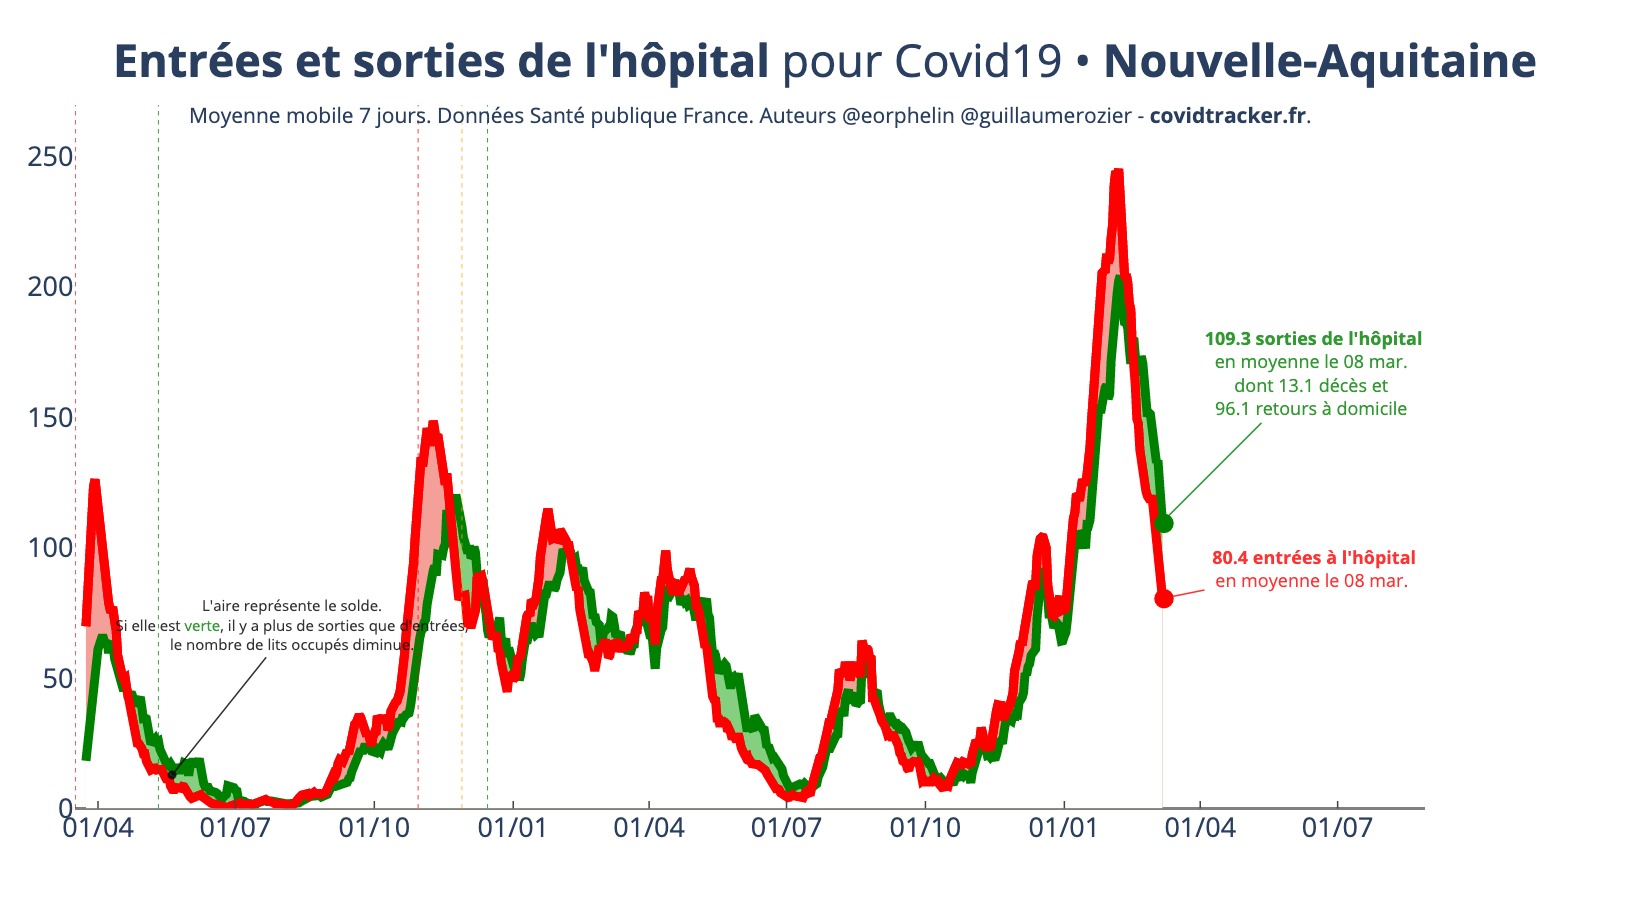 Entrées et sorties de l'hôpital pour Covid19 • Nouvelle-Aquitaine
Moyenne mobile 7 jours. Données Santé publique France. Auteurs @eorphelin @guillaumerozier - covidtracker.fr.
250
200
150
100
50
0
109.3 sorties de l'hôpital
en moyenne le 08 mar.
dont 13.1 décès et
96.1 retours à domicile
80.4 entrées à l'hôpital
en moyenne le 08 mar.
L'aire représente le solde.
Si elle est verte, il y a plus de sorties que d'entrées,
le nombre de lits occupés diminue.
01/04 01/07 01/10 01/01 01/04 01/07 01/10 01/01 01/04 01/07